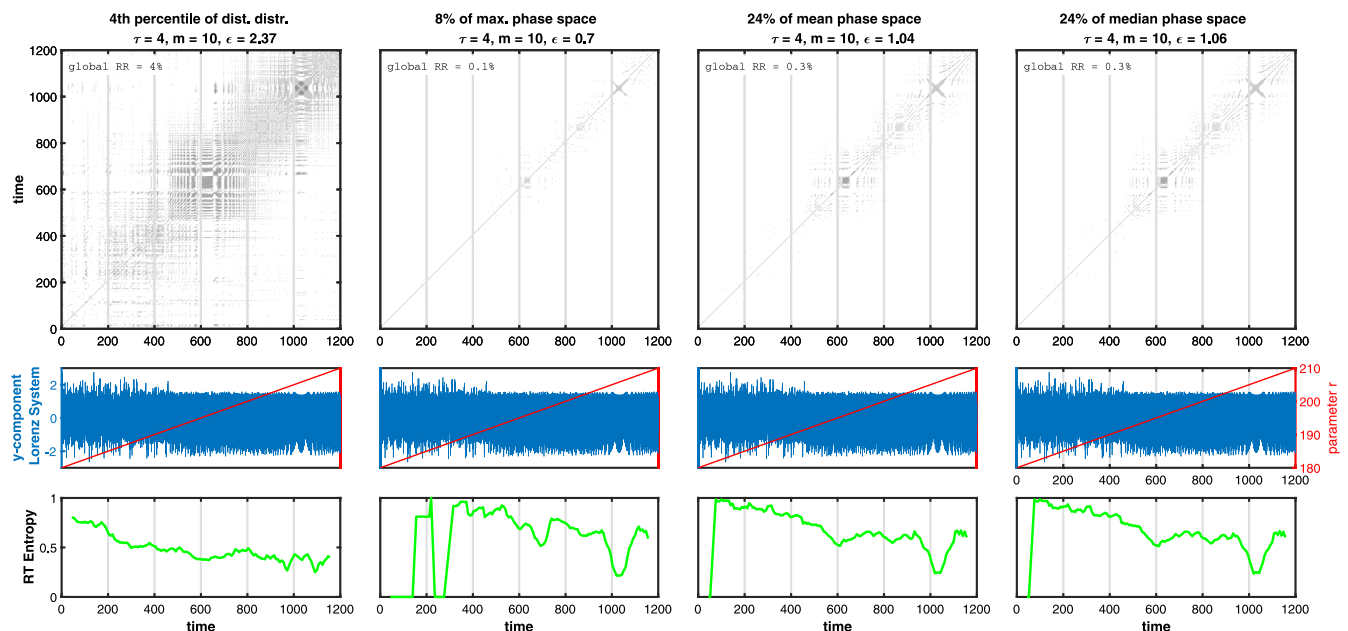 4th percentile of dist. distr.
τ = 4, m = 10, ϵ = 2.37
8% of max. phase space
τ = 4, m = 10, ϵ = 0.7
24% of mean phase space
τ = 4, m = 10, ϵ = 1.04
24% of median phase space
τ = 4, m = 10, ϵ = 1.06
global RR = 4%
global RR = 0.1%
global RR = 0.3%
global RR = 0.3%
time
1200
1000
800
600
400
200
0
0 200 400 600 800 1000 1200
0 200 400 600 800 1000 1200
0 200 400 600 800 1000 1200
0 200 400 600 800 1000 1200
y-component
Lorenz System
2
0
-2
210
200
190
180
parameter r
0 200 400 600 800 1000 1200
RT Entropy
1
0.5
0
0 200 400 600 800 1000 1200
0 200 400 600 800 1000 1200
0 200 400 600 800 1000 1200
0 200 400 600 800 1000 1200
time
time
time
time